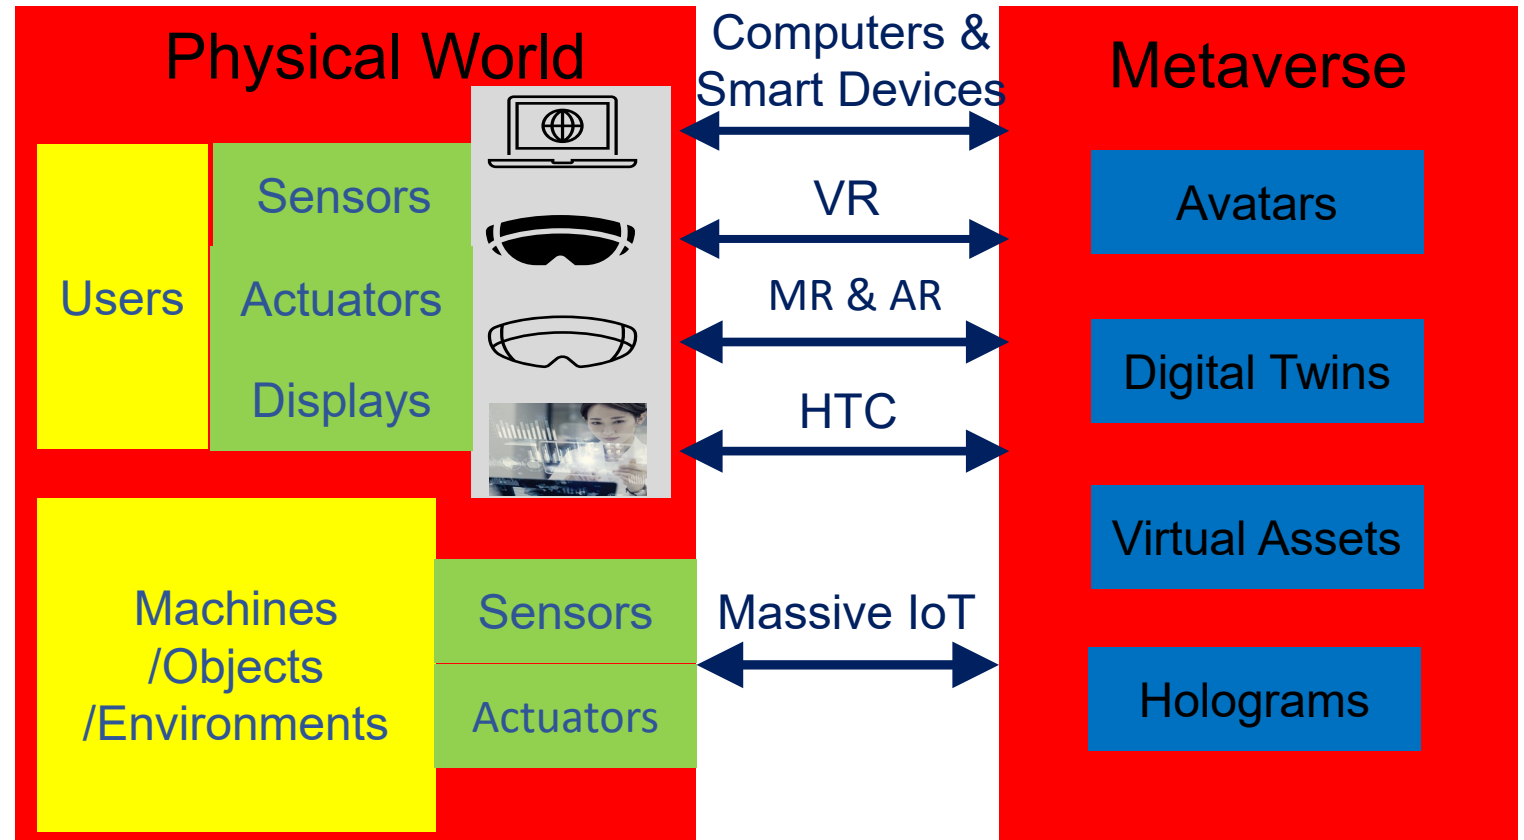 Physical World
Computers &
Smart Devices
Metaverse
Users
Sensors
Actuators
Displays
VR
MR & AR
HTC
Avatars
Digital Twins
Virtual Assets
Holograms
Machines
/Objects
/Environments
Sensors
Actuators
Massive IoT